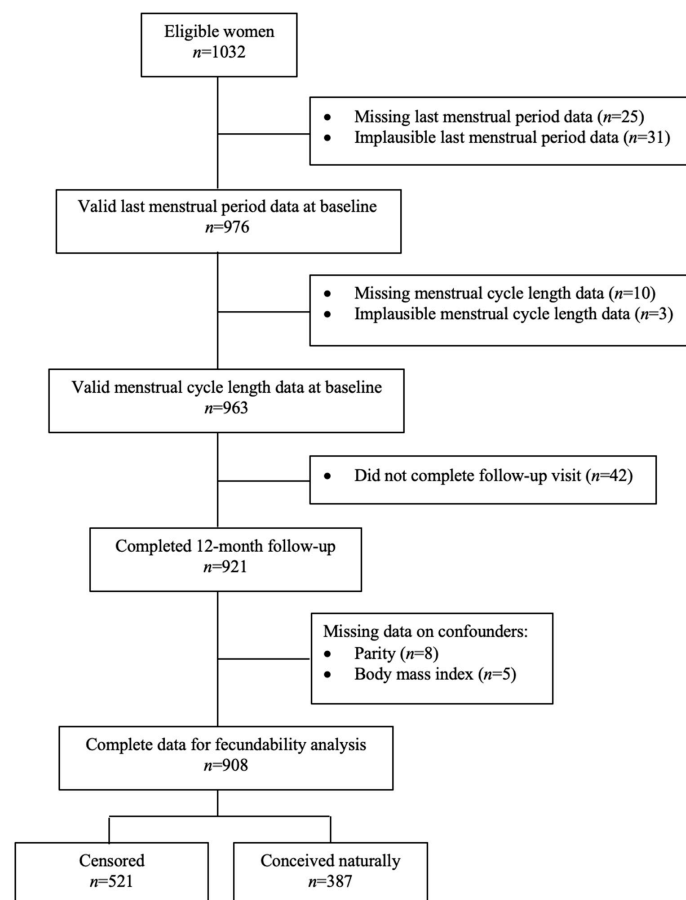 Eligible women
n=1032
• Missing last menstrual period data (n=25)
• Implausible last menstrual period data (n=31)
Valid last menstrual period data at baseline
n=976
• Missing menstrual cycle length data (n=10)
• Implausible menstrual cycle length data (n=3)
Valid menstrual cycle length data at baseline
n=963
• Did not complete follow-up visit (n=42)
Completed 12-month follow-up
n=921
Missing data on confounders:
• Parity (n=8)
• Body mass index (n=5)
Complete data for fecundability analysis
n=908
Censored
n=521
Conceived naturally
n=387